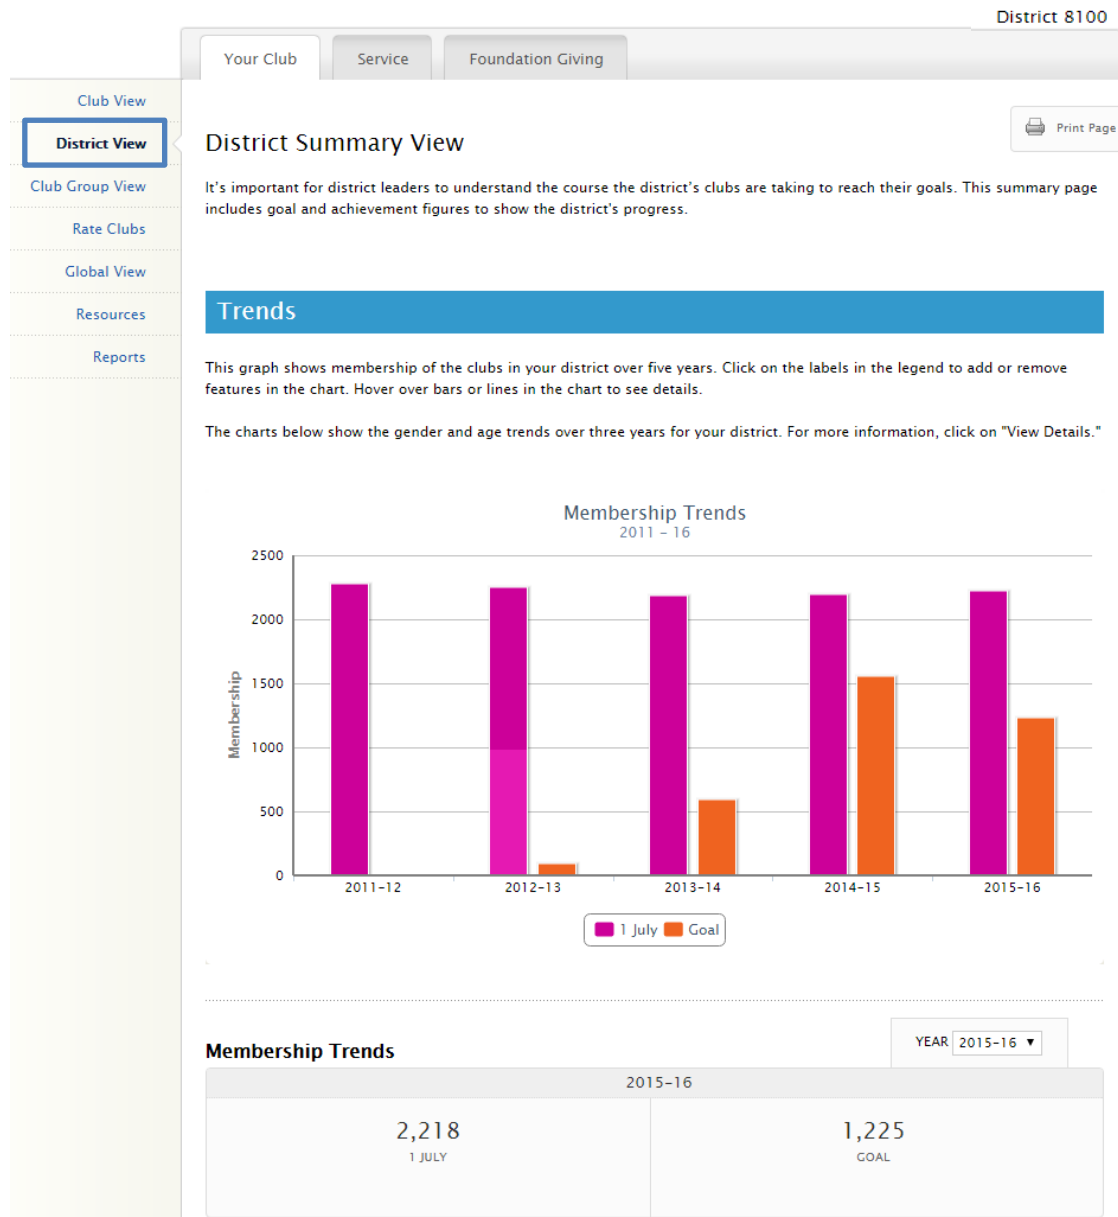 District 8100
Your Club
Service
Foundation Giving
Club View
District View
Club Group View
Rate Clubs
Global View
Resources
Reports
Print Page
District Summary View
It's important for district leaders to understand the course the district's clubs are taking to reach their goals. This summary page
includes goal and achievement figures to show the district's progress.
Trends
This graph shows membership of the clubs in your district over five years. Click on the labels in the legend to add or remove
features in the chart. Hover over bars or lines in the chart to see details.
The charts below show the gender and age trends over three years for your district. For more information, click on "View Details."
Membership Trends
2011 – 16
Membership
2500
2000
1500
1000
500
0
2011-12
2012-13
2013-14
2014-15
2015-16
1 July
Goal
Membership Trends
YEAR
2015-16
2015-16
2,218
1 JULY
1,225
GOAL